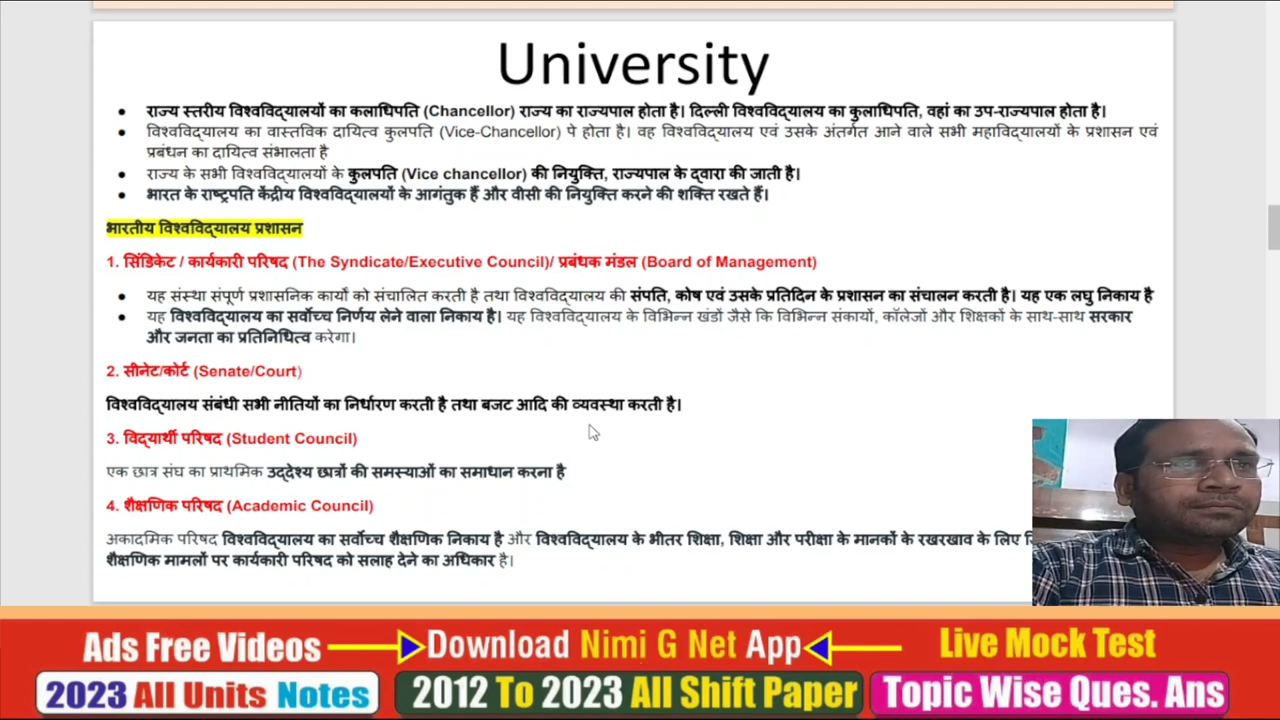 University
• राज्य स्तरीय विश्वविद्यालयों का कलाधिपति (Chancellor) राज्य का राज्यपाल होता है। दिल्ली विश्वविद्यालय का कुलाधिपति, वहां का उप-राज्यपाल होता है।
• विश्वविद्यालय का वास्तविक दायित्व कुलपति (Vice-Chancellor) पे होता है। वह विश्वविद्यालय एवं उसके अंतर्गत आने वाले सभी महाविद्यालयों के प्रशासन एवं
प्रबंधन का दायित्व संभालता है
• राज्य के सभी विश्वविद्यालयों के कुलपति (Vice chancellor) की नियुक्ति, राज्यपाल के द्वारा की जाती है।
• भारत के राष्ट्रपति केंद्रीय विश्वविद्यालयों के आगंतुक हैं और वीसी की नियुक्ति करने की शक्ति रखते हैं।
भारतीय विश्वविद्यालय प्रशासन
1. सिंडिकेट / कार्यकारी परिषद (The Syndicate/Executive Council)/ प्रबंधक मंडल (Board of Management)
• यह संस्था संपूर्ण प्रशासनिक कार्यो को संचालित करती है तथा विश्वविद्यालय की संपति, कोष एवं उसके प्रतिदिन के प्रशासन का संचालन करती है। यह एक लघु निकाय है
• यह विश्वविद्यालय का सर्वोच्च निर्णय लेने वाला निकाय है। यह विश्वविद्यालय के विभिन्न खंडों जैसे कि विभिन्न संकायों, कॉलेजों और शिक्षकों के साथ-साथ सरकार
और जनता का प्रतिनिधित्व करेगा।
2. सीनेट/कोर्ट (Senate/Court)
विश्वविद्यालय संबंधी सभी नीतियों का निर्धारण करती है तथा बजट आदि की व्यवस्था करती है।
3. विद्यार्थी परिषद (Student Council)
एक छात्र संघ का प्राथमिक उद्देश्य छात्रों की समस्याओं का समाधान करना है
4. शैक्षणिक परिषद (Academic Council)
अकादमिक परिषद विश्वविद्यालय का सर्वोच्च शैक्षणिक निकाय है और विश्वविद्यालय के भीतर शिक्षा, शिक्षा और परीक्षा के मानकों के रखरखाव के लिए
शैक्षणिक मामलों पर कार्यकारी परिषद को सलाह देने का अधिकार है।
Ads Free Videos Download Nimi G Net App Live Mock Test
2023 All Units Notes 2012 To 2023 All Shift Paper Topic Wise Ques. Ans